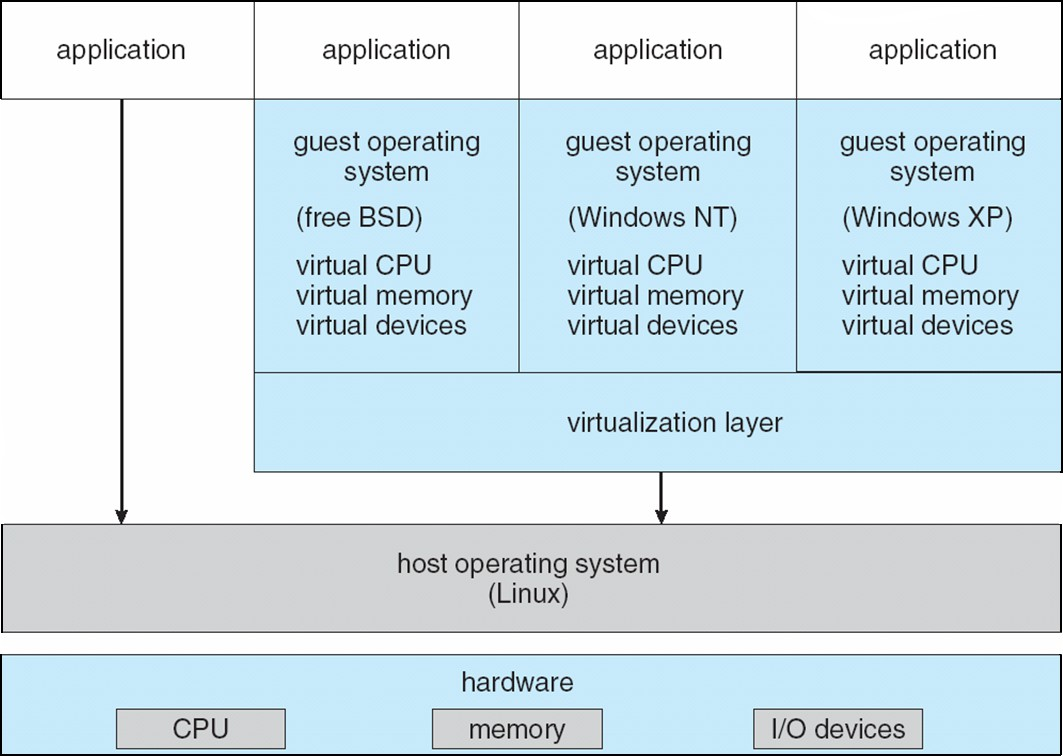 application
application
application
application
guest operating
system
(free BSD)
virtual CPU
virtual memory
virtual devices
guest operating
system
(Windows NT)
virtual CPU
virtual memory
virtual devices
guest operating
system
(Windows XP)
virtual CPU
virtual memory
virtual devices
virtualization layer
host operating system
(Linux)
hardware
CPU
memory
I/O devices